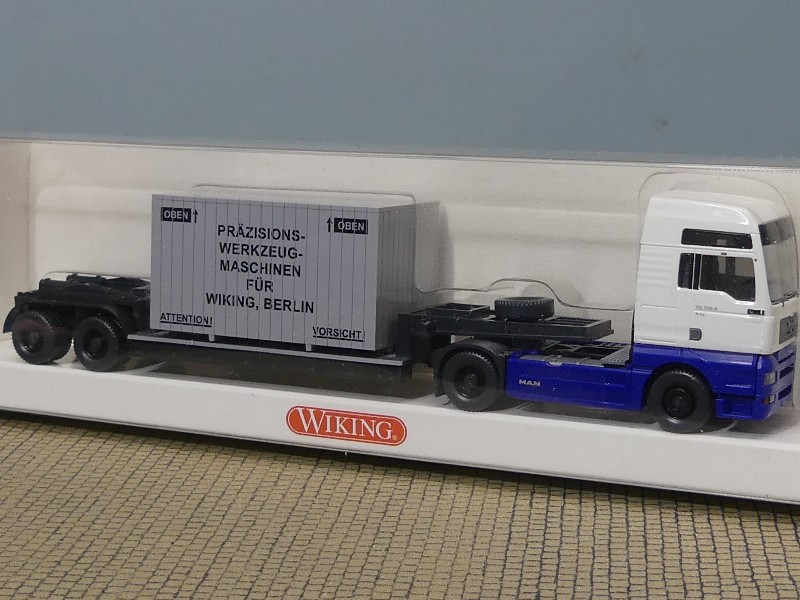 OBEN
OBEN
PRÄZISIONS-
WERKZEUG-
MASCHINEN
FÜR
WIKING, BERLIN
ATTENTION!
VORSICHT!
MAN
WIKING®